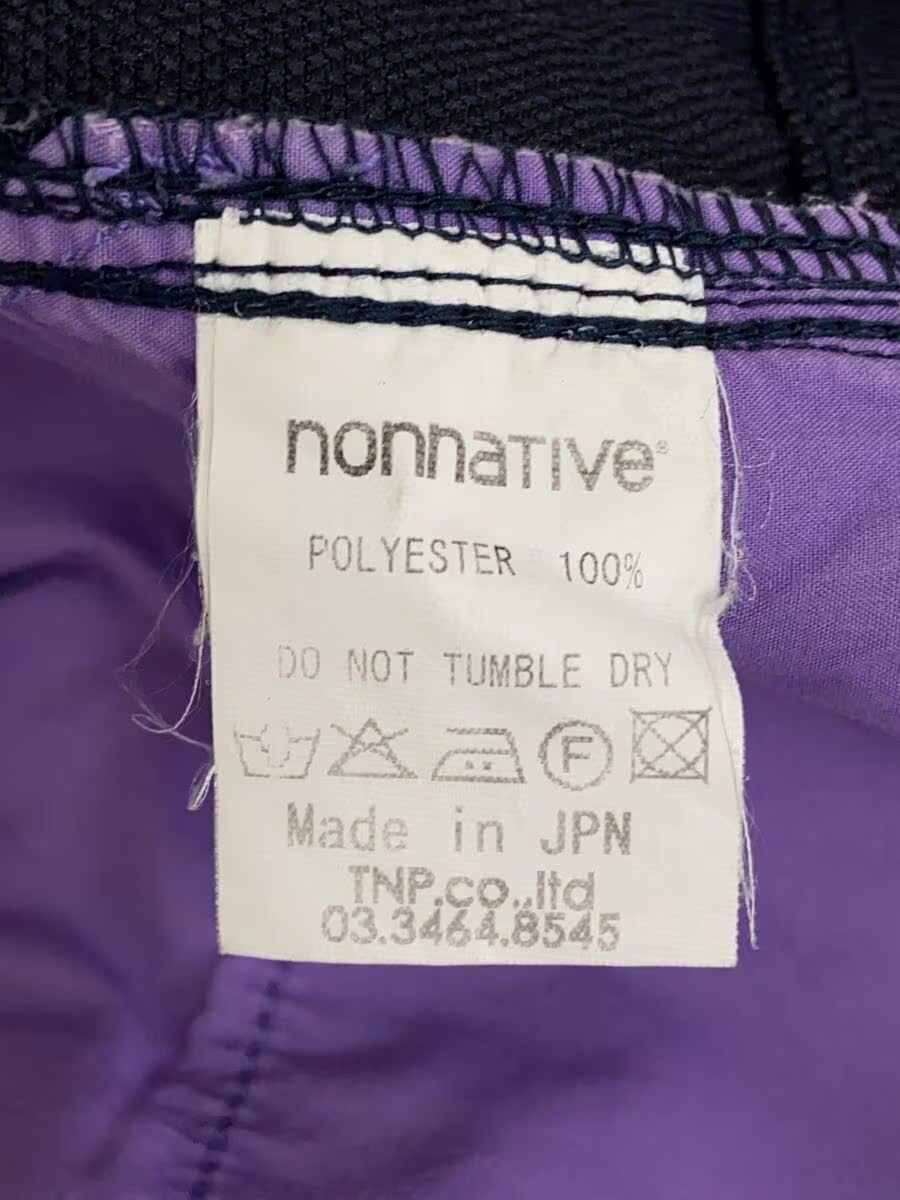 nonnative®
POLYESTER 100%
DO NOT TUMBLE DRY
F
Made in JPN
TNP.co.,ltd
03.3464.8545